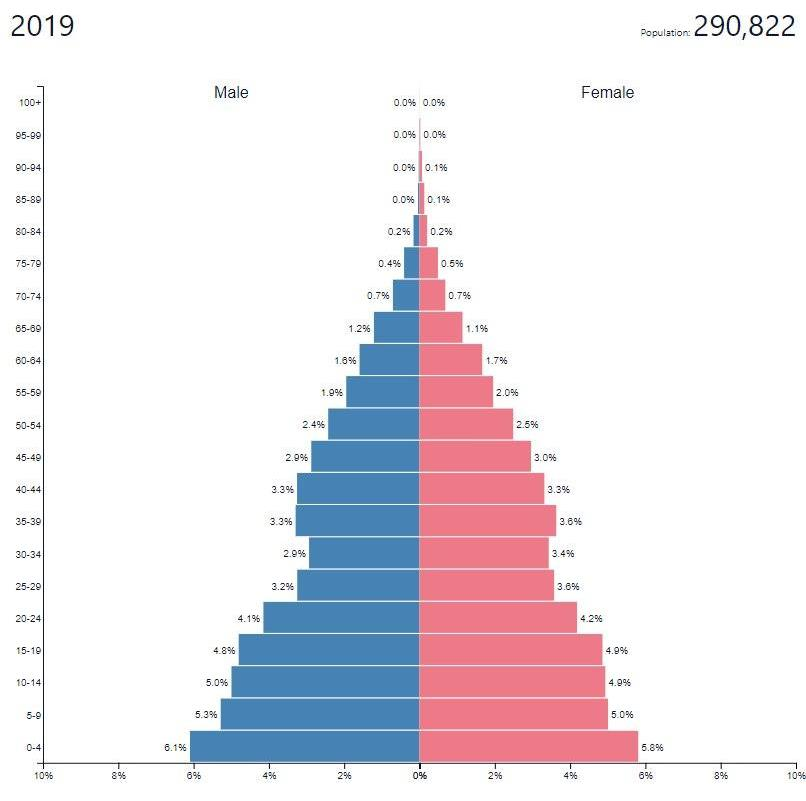 2019
Population: 290,822
Male Female
100+ 0.0% 0.0%
95-99 0.0% 0.0%
90-94 0.0% 0.1%
85-89 0.0% 0.1%
80-84 0.2% 0.2%
75-79 0.4% 0.5%
70-74 0.7% 0.7%
65-69 1.2% 1.1%
60-64 1.6% 1.7%
55-59 1.9% 2.0%
50-54 2.4% 2.5%
45-49 2.9% 3.0%
40-44 3.3% 3.3%
35-39 3.3% 3.6%
30-34 2.9% 3.4%
25-29 3.2% 3.6%
20-24 4.1% 4.2%
15-19 4.8% 4.9%
10-14 5.0% 4.9%
5-9 5.3% 5.0%
0-4 6.1% 5.8%
10% 8% 6% 4% 2% 0% 2% 4% 6% 8% 10%